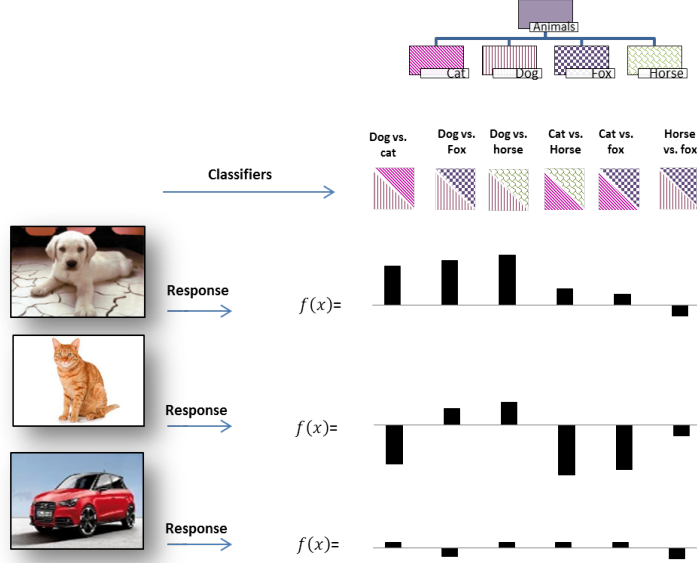 Animals
Cat
Dog
Fox
Horse
Dog vs.
cat
Dog vs.
Fox
Dog vs.
horse
Cat vs.
Horse
Cat vs.
fox
Horse
vs. fox
Classifiers
Response
f(x)=
Response
f(x)=
Response
f(x)=